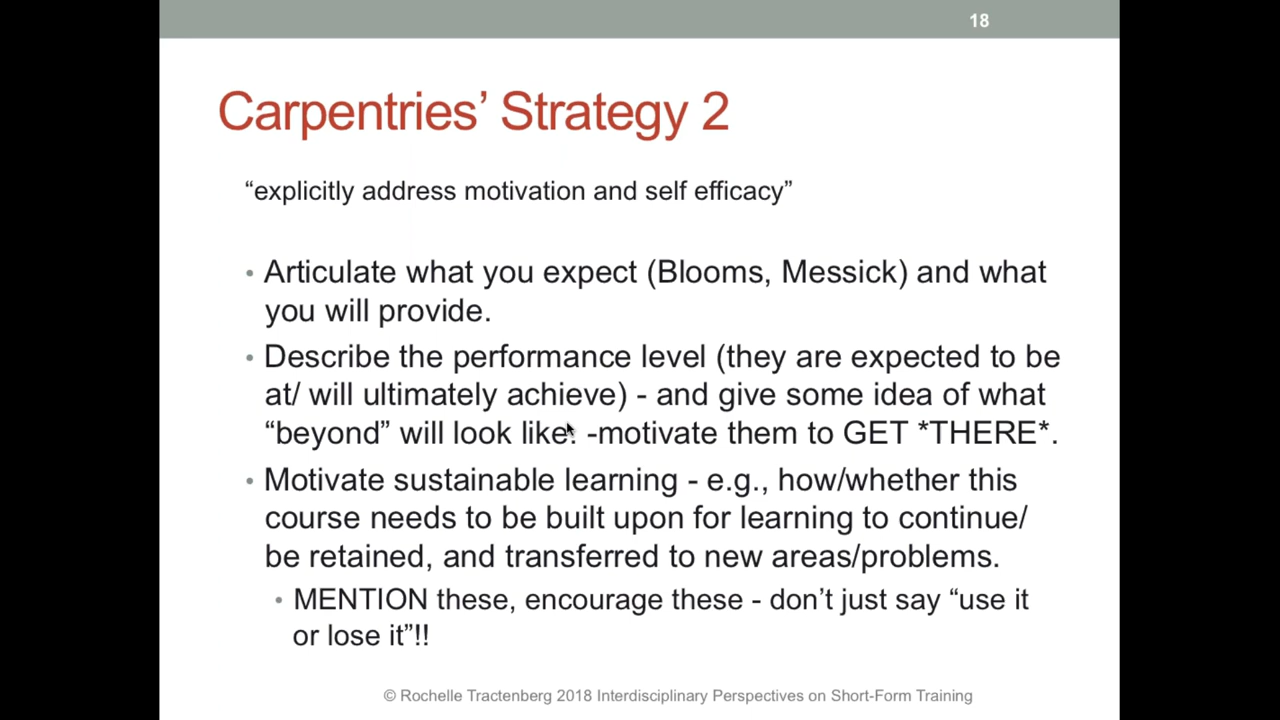 18
Carpentries’ Strategy 2
“explicitly address motivation and self efficacy”
• Articulate what you expect (Blooms, Messick) and what
you will provide.
• Describe the performance level (they are expected to be
at/ will ultimately achieve) - and give some idea of what
“beyond” will look like. -motivate them to GET *THERE*.
• Motivate sustainable learning - e.g., how/whether this
course needs to be built upon for learning to continue/
be retained, and transferred to new areas/problems.
• MENTION these, encourage these - don’t just say “use it
or lose it”!!
© Rochelle Tractenberg 2018 Interdisciplinary Perspectives on Short-Form Training